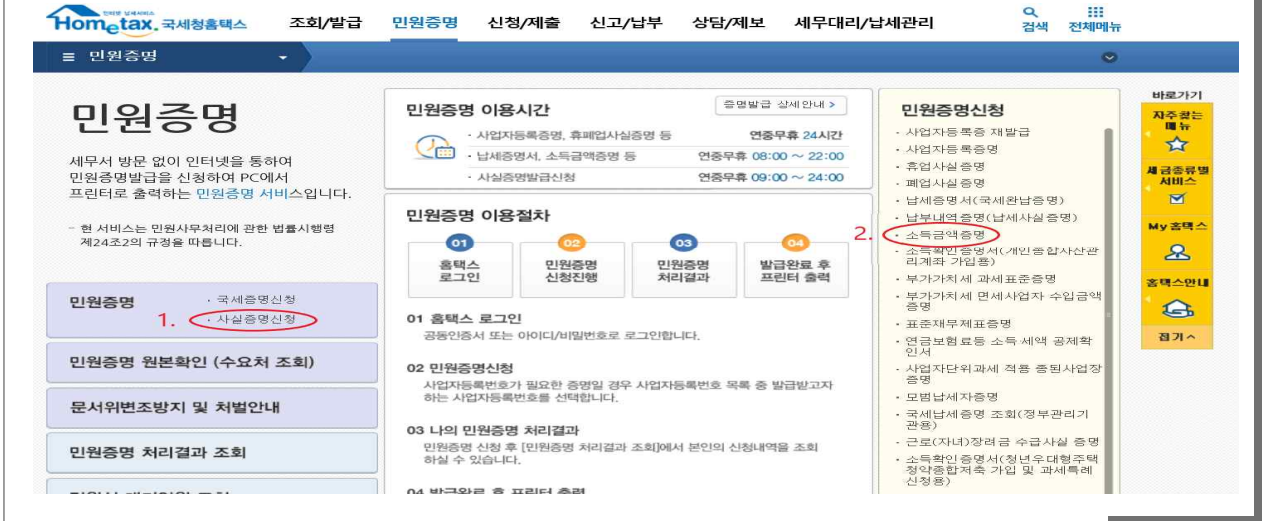 인터넷 납세서비스
Hometax. 국세청홈택스
조회/발급 민원증명 신청/제출 신고/납부 상담/제보 세무대리/납세관리
검색 전체메뉴
≡ 민원증명
민원증명
세무서 방문 없이 인터넷을 통하여
민원증명발급을 신청하여 PC에서
프린터로 출력하는 민원증명 서비스입니다.
- 현 서비스는 민원사무처리에 관한 법률시행령
제24조2의 규정을 따릅니다.
민원증명
· 국세증명신청
1. · 사실증명신청
민원증명 원본확인 (수요처 조회)
문서위변조방지 및 처벌안내
민원증명 처리결과 조회
민원증명 이용시간
증명발급 상세안내 >
· 사업자등록증명, 휴폐업사실증명 등 연중무휴 24시간
· 납세증명서, 소득금액증명 등 연중무휴 08:00 ~ 22:00
· 사실증명발급신청 연중무휴 09:00 ~ 24:00
민원증명 이용절차
01 02 03 04
홈택스 민원증명 민원증명 발급완료 후
로그인 신청진행 처리결과 프린터 출력
01 홈택스 로그인
공동인증서 또는 아이디/비밀번호로 로그인합니다.
02 민원증명신청
사업자등록번호가 필요한 증명일 경우 사업자등록번호 목록 중 발급받고자
하는 사업자등록번호를 선택합니다.
03 나의 민원증명 처리결과
민원증명 신청 후 [민원증명 처리결과 조회]에서 본인의 신청내역을 조회
하실 수 있습니다.
04 발급완료 후 프린터 출력
민원증명신청
· 사업자등록증 재발급
· 사업자등록증명
· 휴업사실증명
· 폐업사실증명
· 납세증명서(국세완납증명)
· 납부내역증명(납세사실증명)
2. · 소득금액증명
· 소득확인증명서(개인종합자산관
리계좌 가입용)
· 부가가치세 과세표준증명
· 부가가치세 면세사업자 수입금액
증명
· 표준재무제표증명
· 연금보험료등 소득 세액 공제확
인서
· 사업자단위과세 적용 종된사업장
증명
· 모범납세자증명
· 국세납세증명 조회(정부관리기
관용)
· 근로(자녀)장려금 수급사실 증명
· 소득확인증명서(청년우대형주택
청약종합저축 가입 및 과세특례
신청용)
바로가기
자주찾는
메뉴
세금종류별
서비스
My홈택스
홈택스안내
접기^